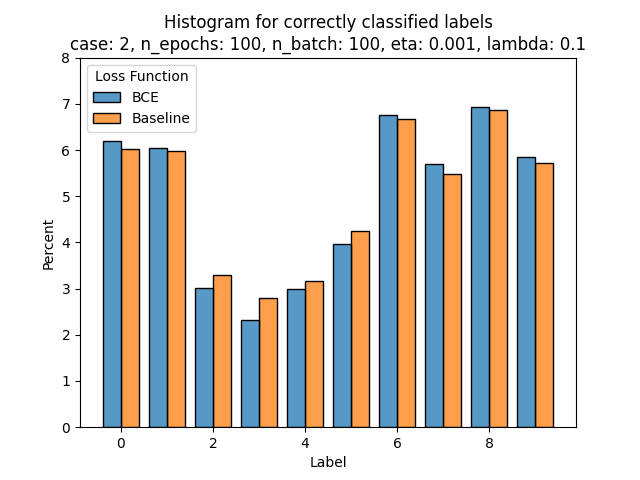 Histogram for correctly classified labels
case: 2, n_epochs: 100, n_batch: 100, eta: 0.001, lambda: 0.1
8
7
6
5
4
3
2
1
0
Percent
Loss Function
BCE
Baseline
0 2 4 6 8
Label